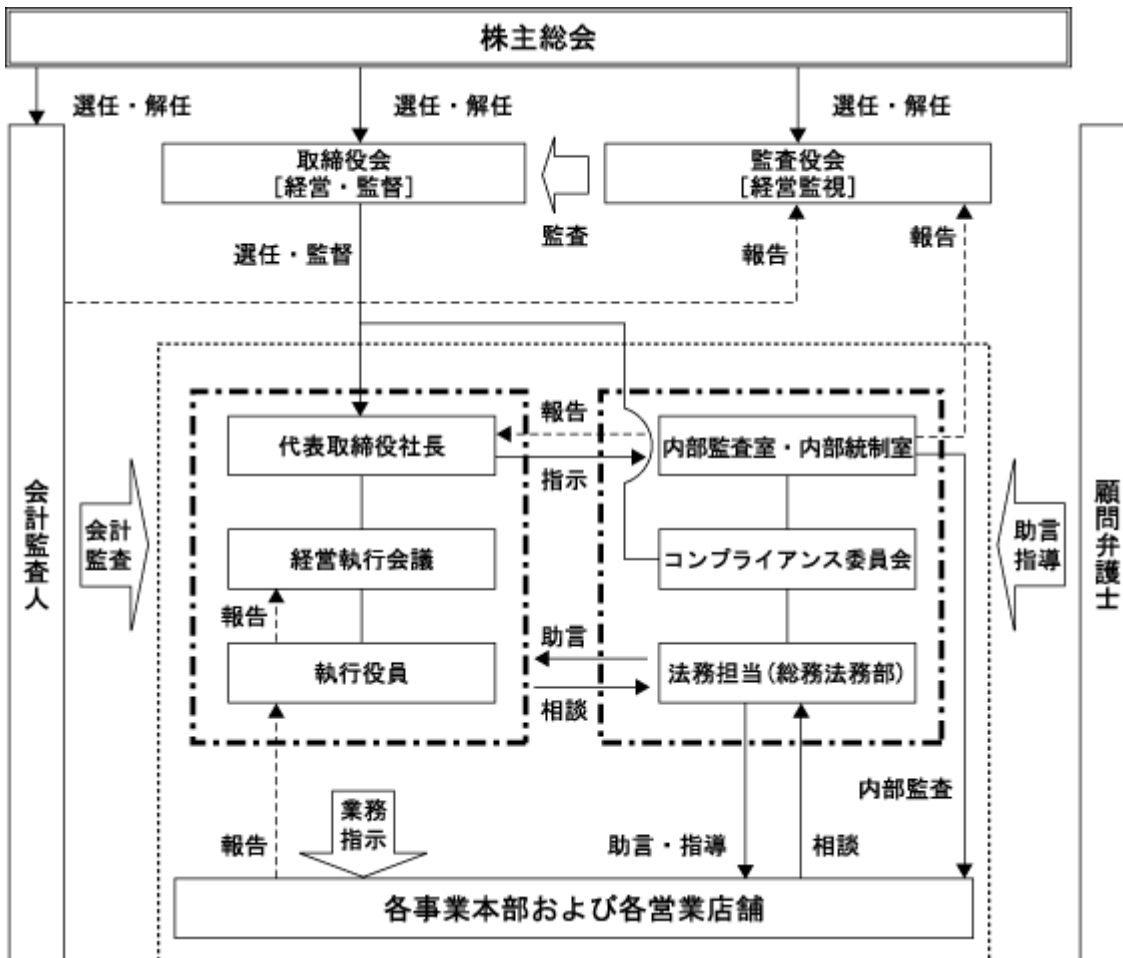 株主総会
選任・解任
選任・解任
選任・解任
取締役会
[経営・監督]
監査役会
[経営監視]
監査
選任・監督
報告
報告
代表取締役社長
報告
指示
内部監査室・内部統制室
会計監査人
会計
監査
経営執行会議
コンプライアンス委員会
助言
指導
顧問弁護士
報告
執行役員
助言
相談
法務担当(総務法務部)
内部監査
業務
指示
報告
助言・指導
相談
各事業本部および各営業店舗